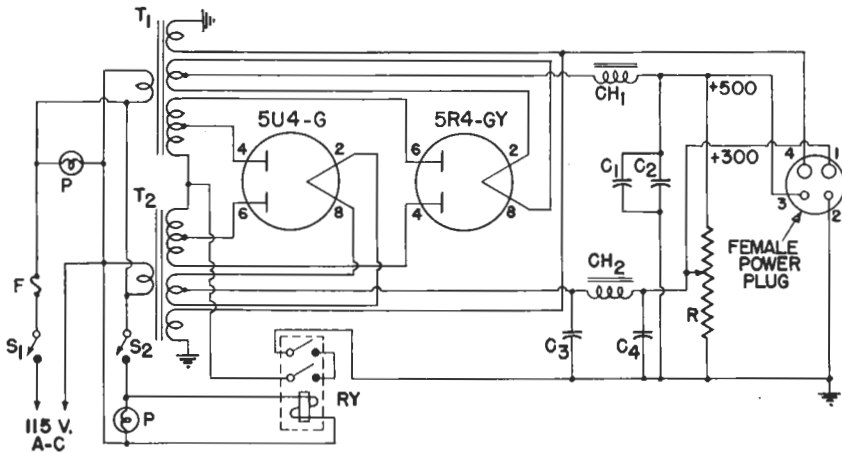 T1
5U4-G
5R4-GY
4
2
6
8
6
2
4
8
CH1
+500
+300
4
1
3
2
C1
C2
FEMALE
POWER
PLUG
P
T2
F
S1
S2
CH2
C3
C4
R
RY
P
115 V.
A-C